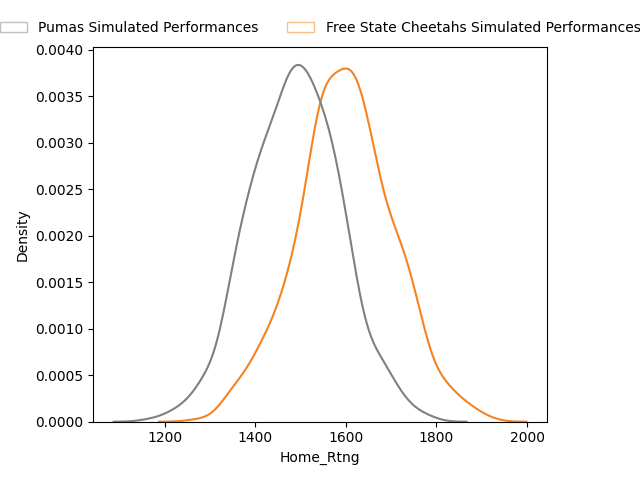 Pumas Simulated Performances Free State Cheetahs Simulated Performances
0.0040
0.0035
0.0030
0.0025
0.0020
0.0015
0.0010
0.0005
0.0000
Density
1200 1400 1600 1800 2000
Home_Rtng